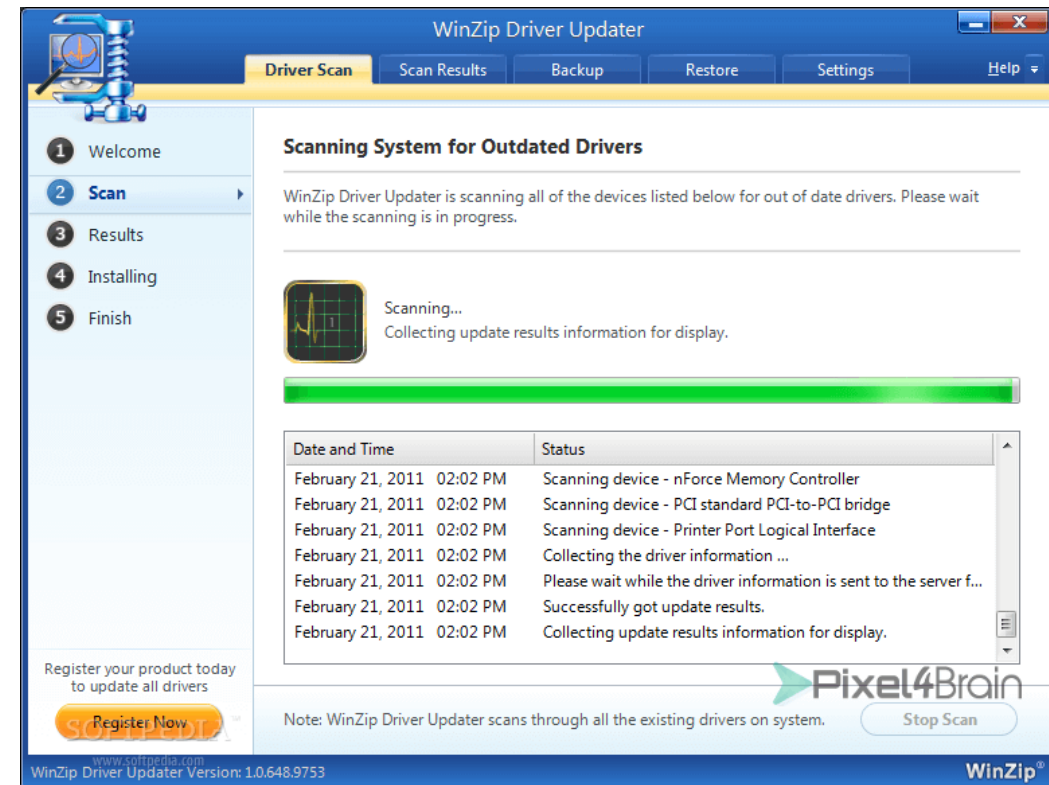 WinZip Driver Updater
Driver Scan Scan Results Backup Restore Settings Help
1 Welcome
2 Scan
3 Results
4 Installing
5 Finish
Scanning System for Outdated Drivers
WinZip Driver Updater is scanning all of the devices listed below for out of date drivers. Please wait
while the scanning is in progress.
1
Scanning...
Collecting update results information for display.
Date and Time Status
February 21, 2011 02:02 PM Scanning device - nForce Memory Controller
February 21, 2011 02:02 PM Scanning device - PCI standard PCI-to-PCI bridge
February 21, 2011 02:02 PM Scanning device - Printer Port Logical Interface
February 21, 2011 02:02 PM Collecting the driver information ...
February 21, 2011 02:02 PM Please wait while the driver information is sent to the server f...
February 21, 2011 02:02 PM Successfully got update results.
February 21, 2011 02:02 PM Collecting update results information for display.
Register your product today
to update all drivers
Register Now
SOFTPEDIA™
www.softpedia.com
Pixel4Brain
Note: WinZip Driver Updater scans through all the existing drivers on system. Stop Scan
WinZip Driver Updater Version: 1.0.648.9753 WinZip®